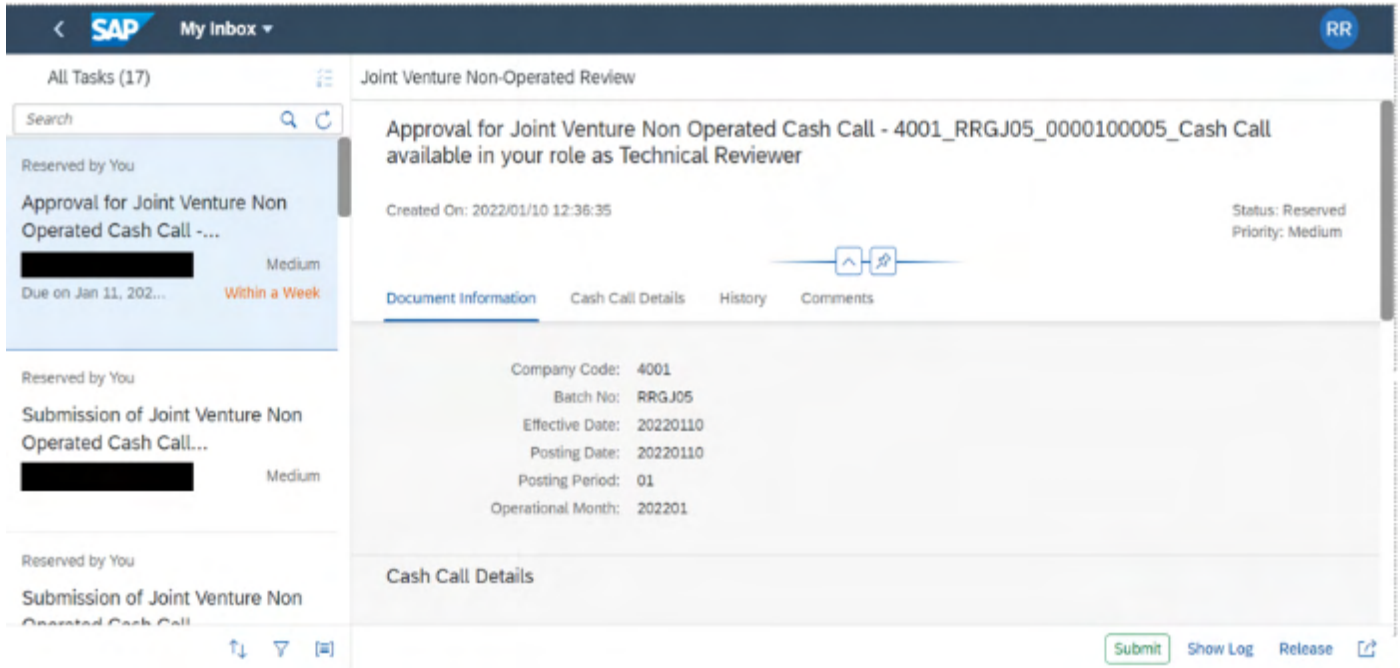 SAP
My Inbox
RR
All Tasks (17)
Search
Reserved by You
Approval for Joint Venture Non
Operated Cash Call -...
Medium
Due on Jan 11, 202...
Within a Week
Reserved by You
Submission of Joint Venture Non
Operated Cash Call...
Medium
Reserved by You
Submission of Joint Venture Non
Operated Cash Call
Joint Venture Non-Operated Review
Approval for Joint Venture Non Operated Cash Call - 4001_RRGJ05_0000100005_Cash Call
available in your role as Technical Reviewer
Created On: 2022/01/10 12:36:35
Status: Reserved
Priority: Medium
Document Information
Cash Call Details
History
Comments
Company Code: 4001
Batch No: RRGJ05
Effective Date: 20220110
Posting Date: 20220110
Posting Period: 01
Operational Month: 202201
Cash Call Details
Submit
Show Log
Release